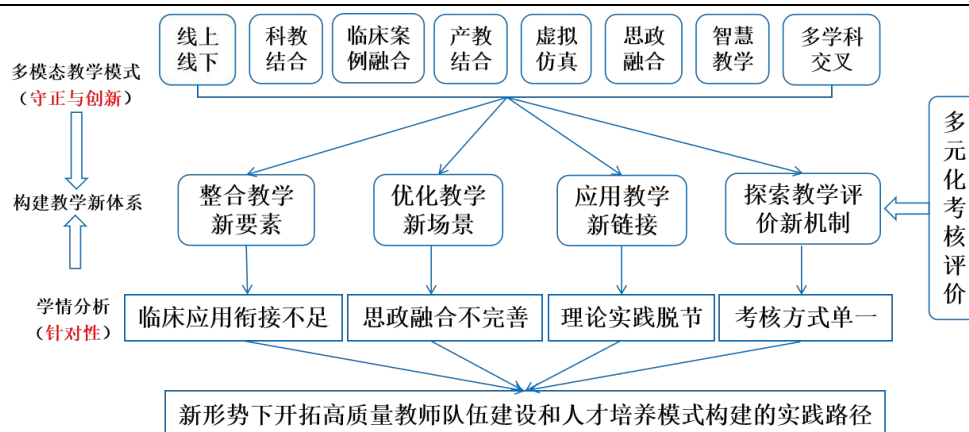 线上
线下
科教
结合
临床案
例融合
产教
结合
虚拟
仿真
思政
融合
智慧
教学
多学科
交叉
多模态教学模式
（守正与创新）
构建教学新体系
学情分析
（针对性）
整合教学
新要素
优化教学
新场景
应用教学
新链接
探索教学评
价新机制
多
元
化
考
核
评
价
临床应用衔接不足
思政融合不完善
理论实践脱节
考核方式单一
新形势下开拓高质量教师队伍建设和人才培养模式构建的实践路径